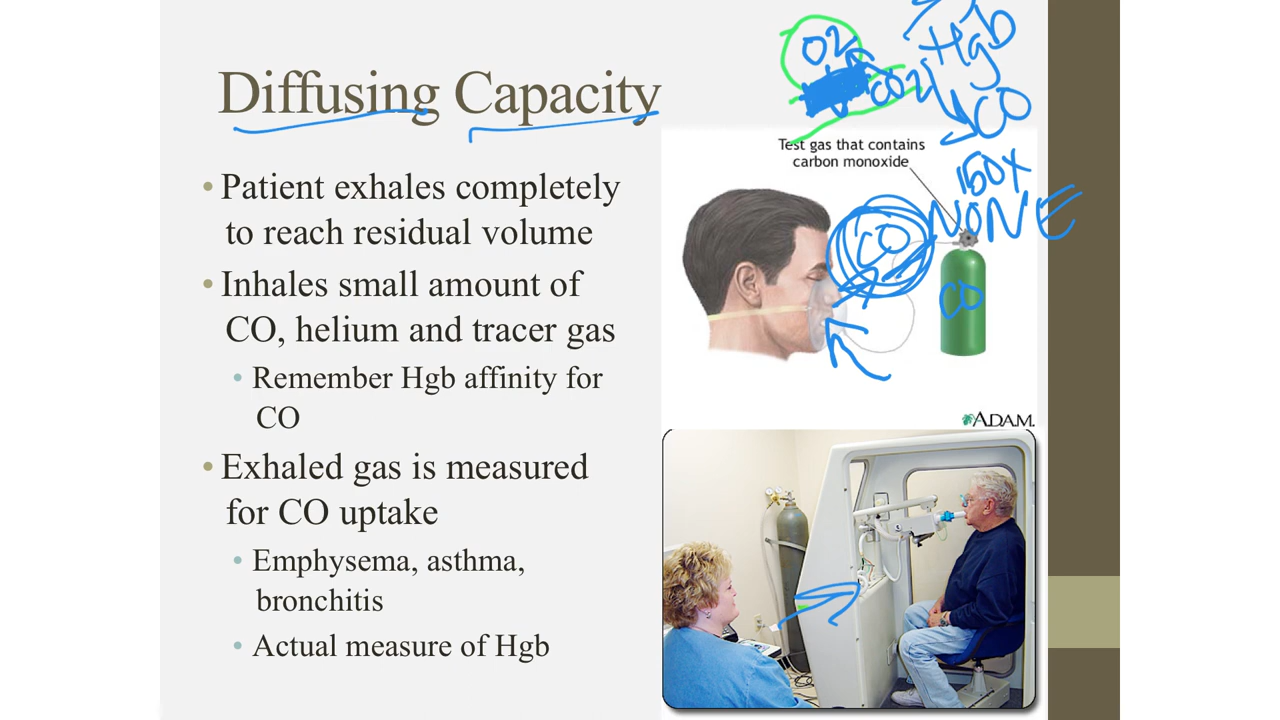 Diffusing Capacity
• Patient exhales completely
to reach residual volume
• Inhales small amount of
CO, helium and tracer gas
• Remember Hgb affinity for
CO
• Exhaled gas is measured
for CO uptake
• Emphysema, asthma,
bronchitis
• Actual measure of Hgb
O2
CO2
Hgb
CO
Test gas that contains
carbon monoxide
150x
NONE
CO
CO
ADAM.